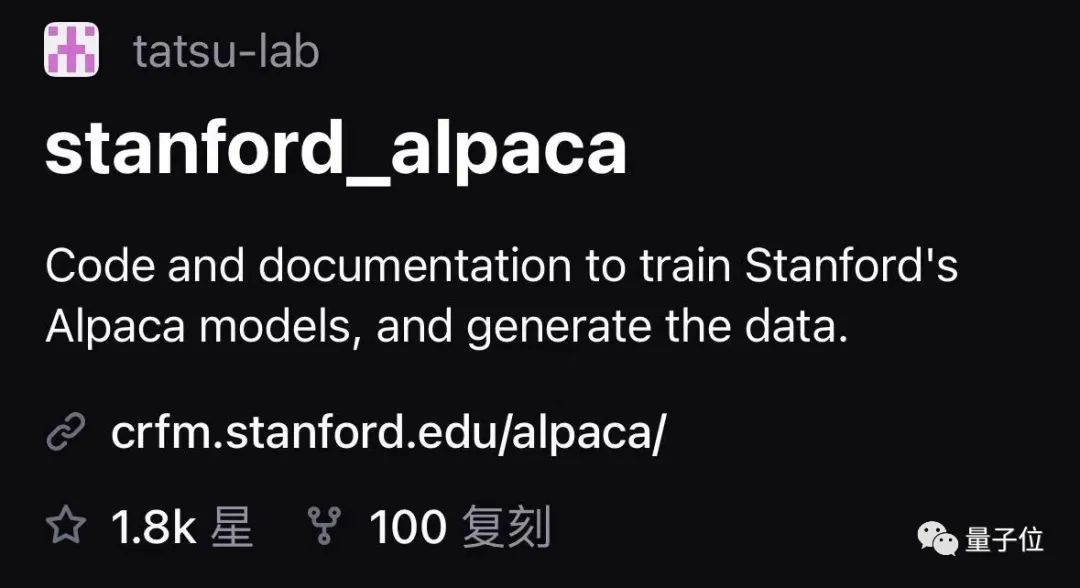 tatsu-lab
stanford_alpaca
Code and documentation to train Stanford's
Alpaca models, and generate the data.
crfm.stanford.edu/alpaca/
1.8k 星 100 复刻
量子位